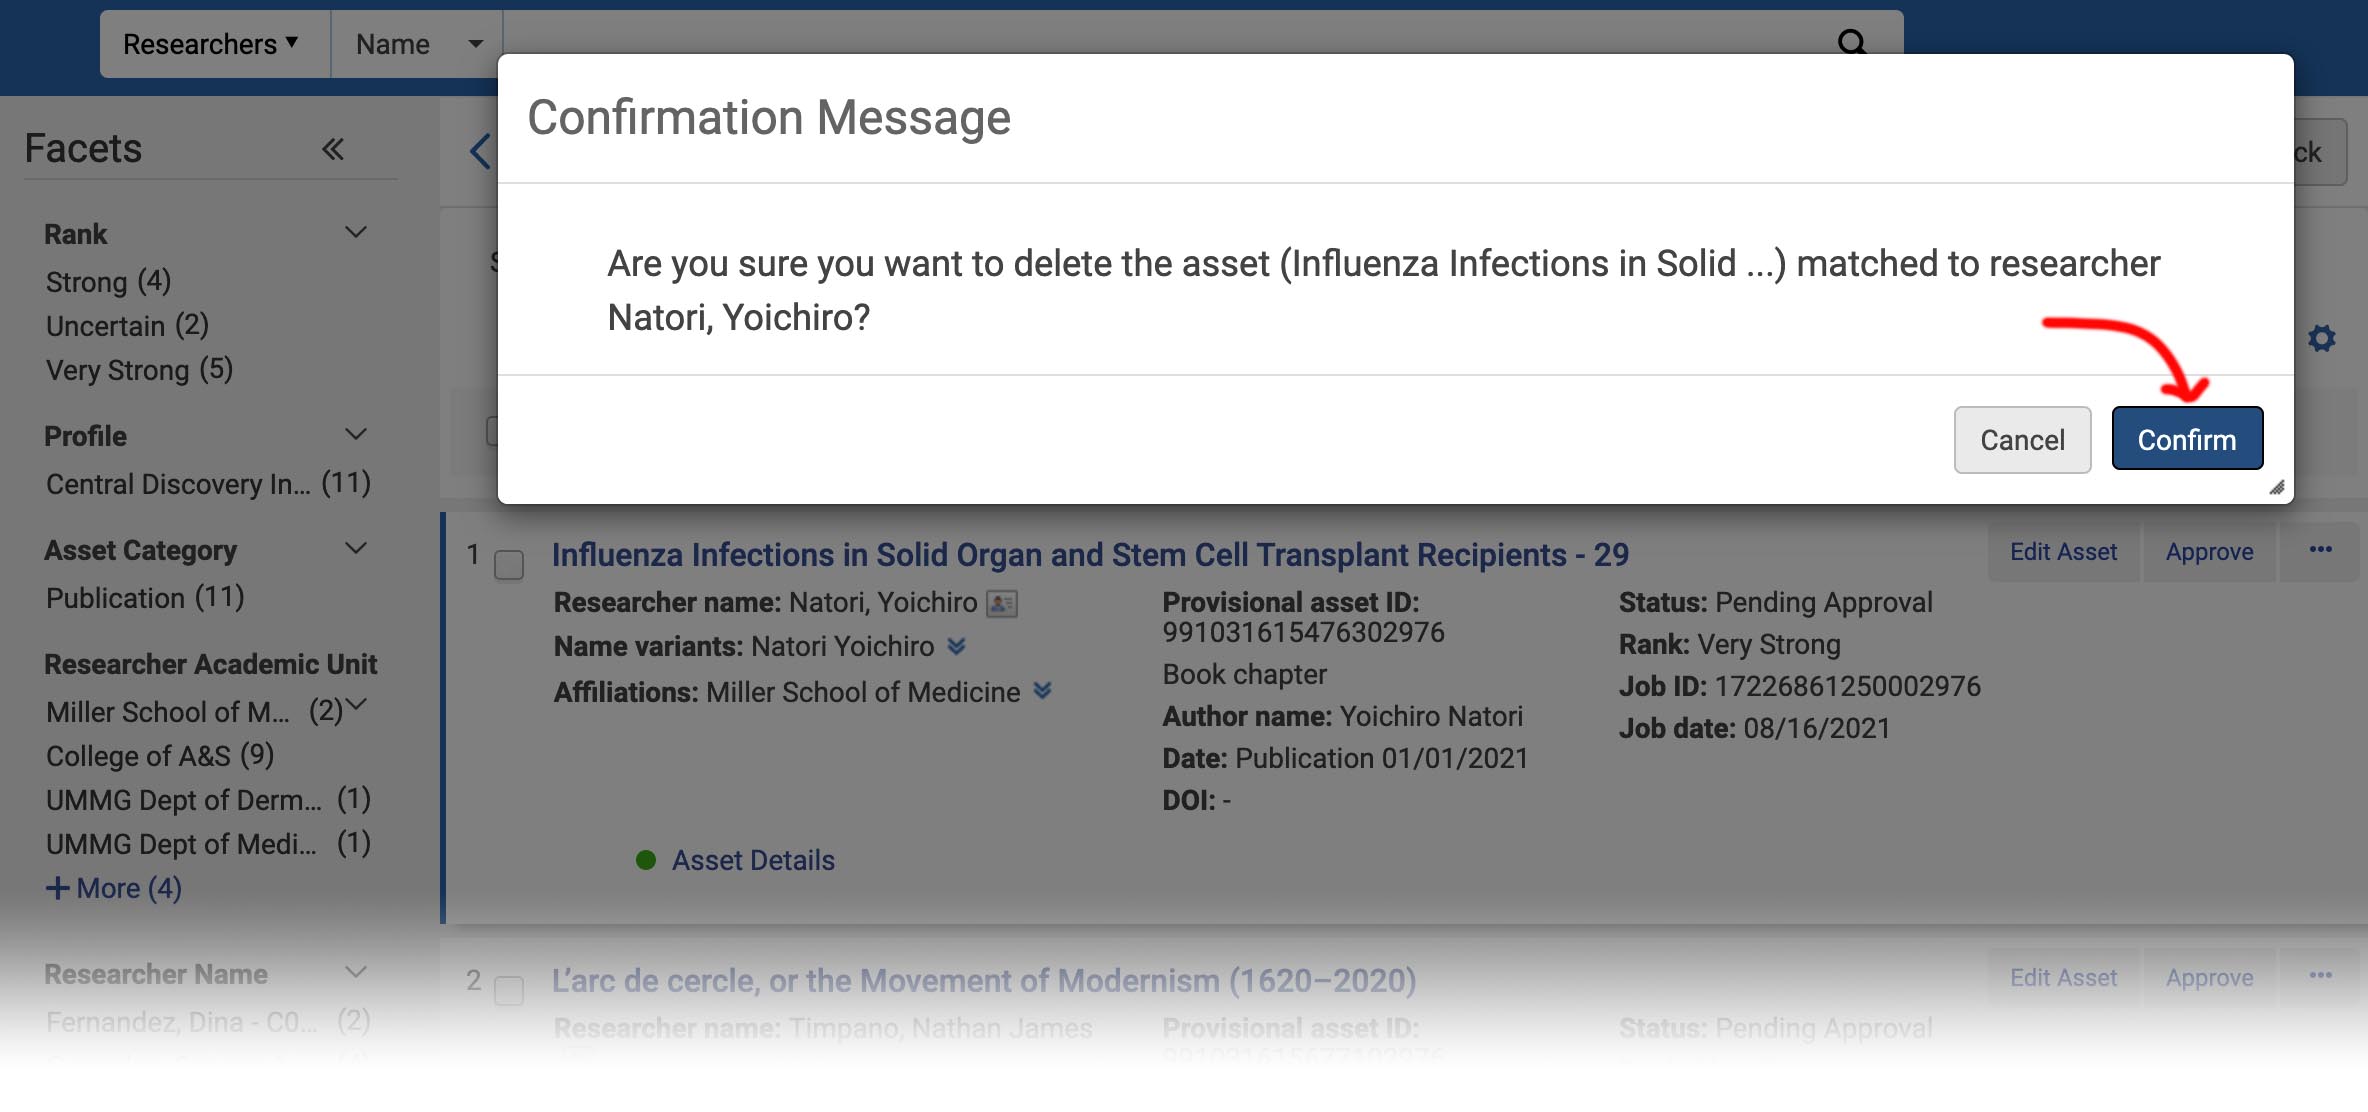 Researchers ▼ Name
Confirmation Message
Are you sure you want to delete the asset (Influenza Infections in Solid ...) matched to researcher
Natori, Yoichiro?
Cancel Confirm
ck
Facets
Rank
Strong (4)
Uncertain (2)
Very Strong (5)
Profile
Central Discovery In... (11)
Asset Category
Publication (11)
Researcher Academic Unit
Miller School of M... (2)
College of A&S (9)
UMMG Dept of Derm... (1)
UMMG Dept of Medi... (1)
+ More (4)
Researcher Name
Fernandez, Dina - C0... (2)
1 Influenza Infections in Solid Organ and Stem Cell Transplant Recipients - 29
Edit Asset Approve ...
Researcher name: Natori, Yoichiro
Name variants: Natori Yoichiro
Affiliations: Miller School of Medicine
Provisional asset ID:
991031615476302976
Book chapter
Author name: Yoichiro Natori
Date: Publication 01/01/2021
DOI: -
Status: Pending Approval
Rank: Very Strong
Job ID: 17226861250002976
Job date: 08/16/2021
Asset Details
2 L’arc de cercle, or the Movement of Modernism (1620–2020)
Edit Asset Approve ...
Researcher name: Timpano, Nathan James
Provisional asset ID:
Status: Pending Approval